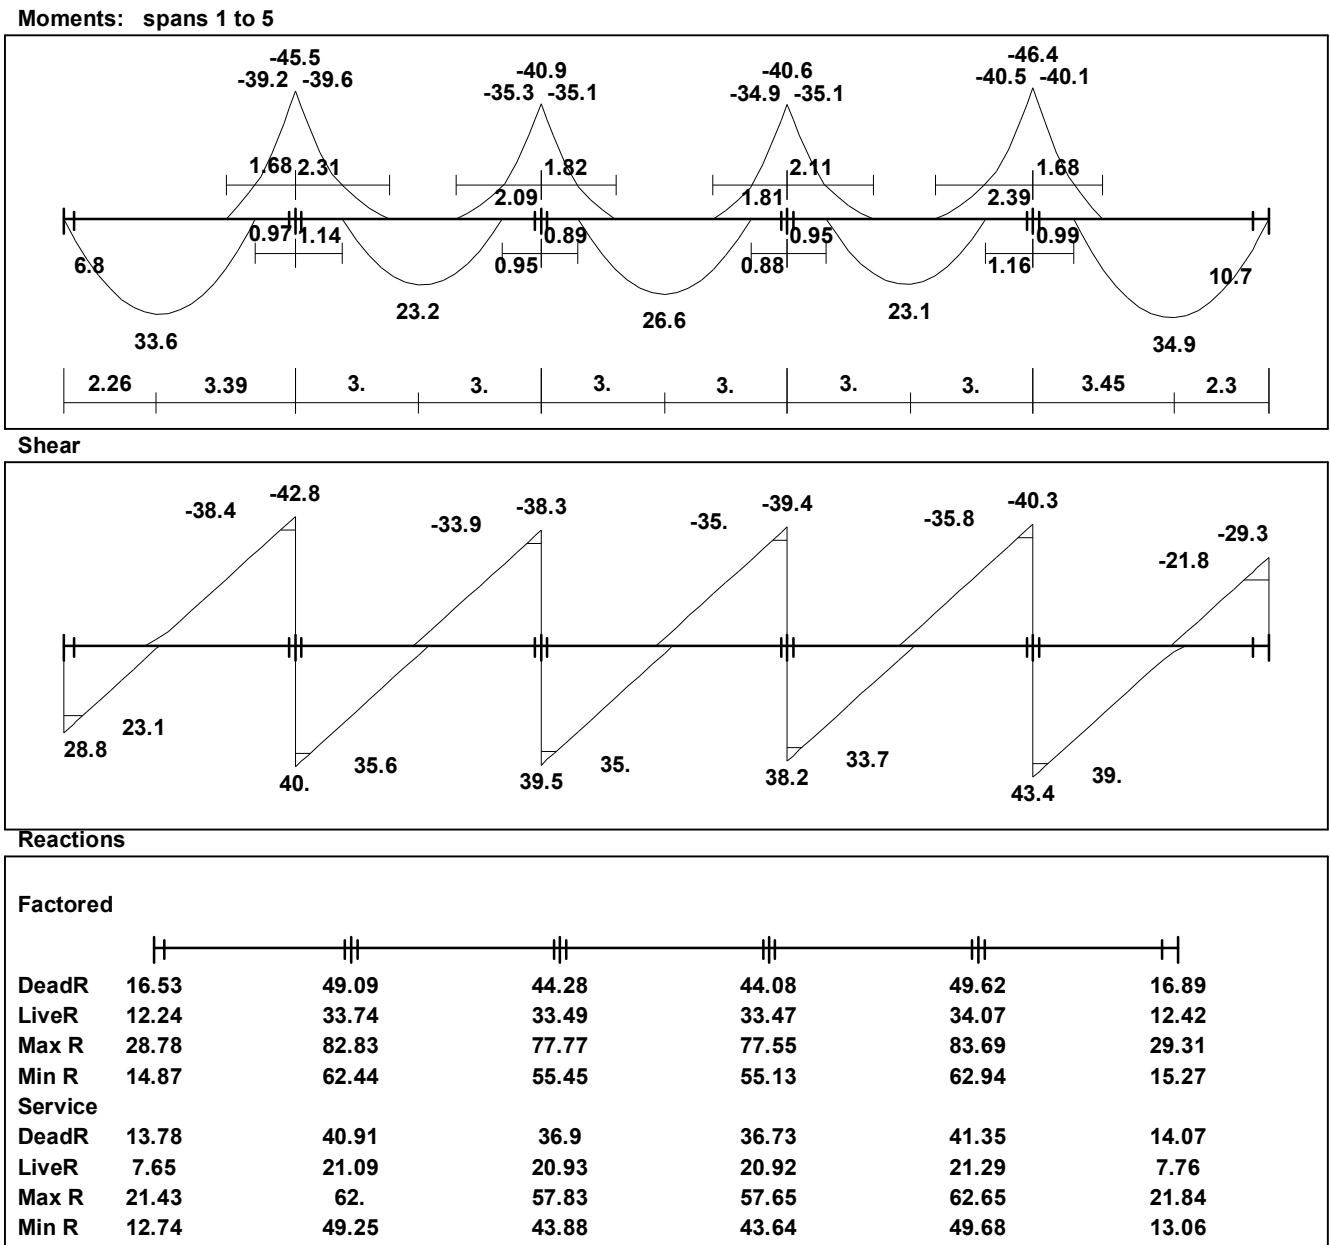 Moments: spans 1 to 5
-45.5 -46.4
-40.9 -40.6
-39.2 -39.6 -40.5 -40.1
-35.3 -35.1 -34.9 -35.1
1.68 2.31 1.82 2.11 1.68
2.09 1.81 2.39
0.97 1.14 0.89 0.95 0.99
6.8 0.95 0.88 1.16 10.7
23.2 26.6 23.1
33.6 34.9
2.26 3.39 3. 3. 3. 3. 3. 3. 3.45 2.3
Shear
-42.8 -38.3 -39.4 -40.3
-38.4 -33.9 -35. -35.8 -29.3
-21.8
23.1
28.8 35.6 35. 33.7 39.
40. 39.5 38.2 43.4
Reactions
Factored
DeadR 16.53 49.09 44.28 44.08 49.62 16.89
LiveR 12.24 33.74 33.49 33.47 34.07 12.42
Max R 28.78 82.83 77.77 77.55 83.69 29.31
Min R 14.87 62.44 55.45 55.13 62.94 15.27
Service
DeadR 13.78 40.91 36.9 36.73 41.35 14.07
LiveR 7.65 21.09 20.93 20.92 21.29 7.76
Max R 21.43 62. 57.83 57.65 62.65 21.84
Min R 12.74 49.25 43.88 43.64 49.68 13.06